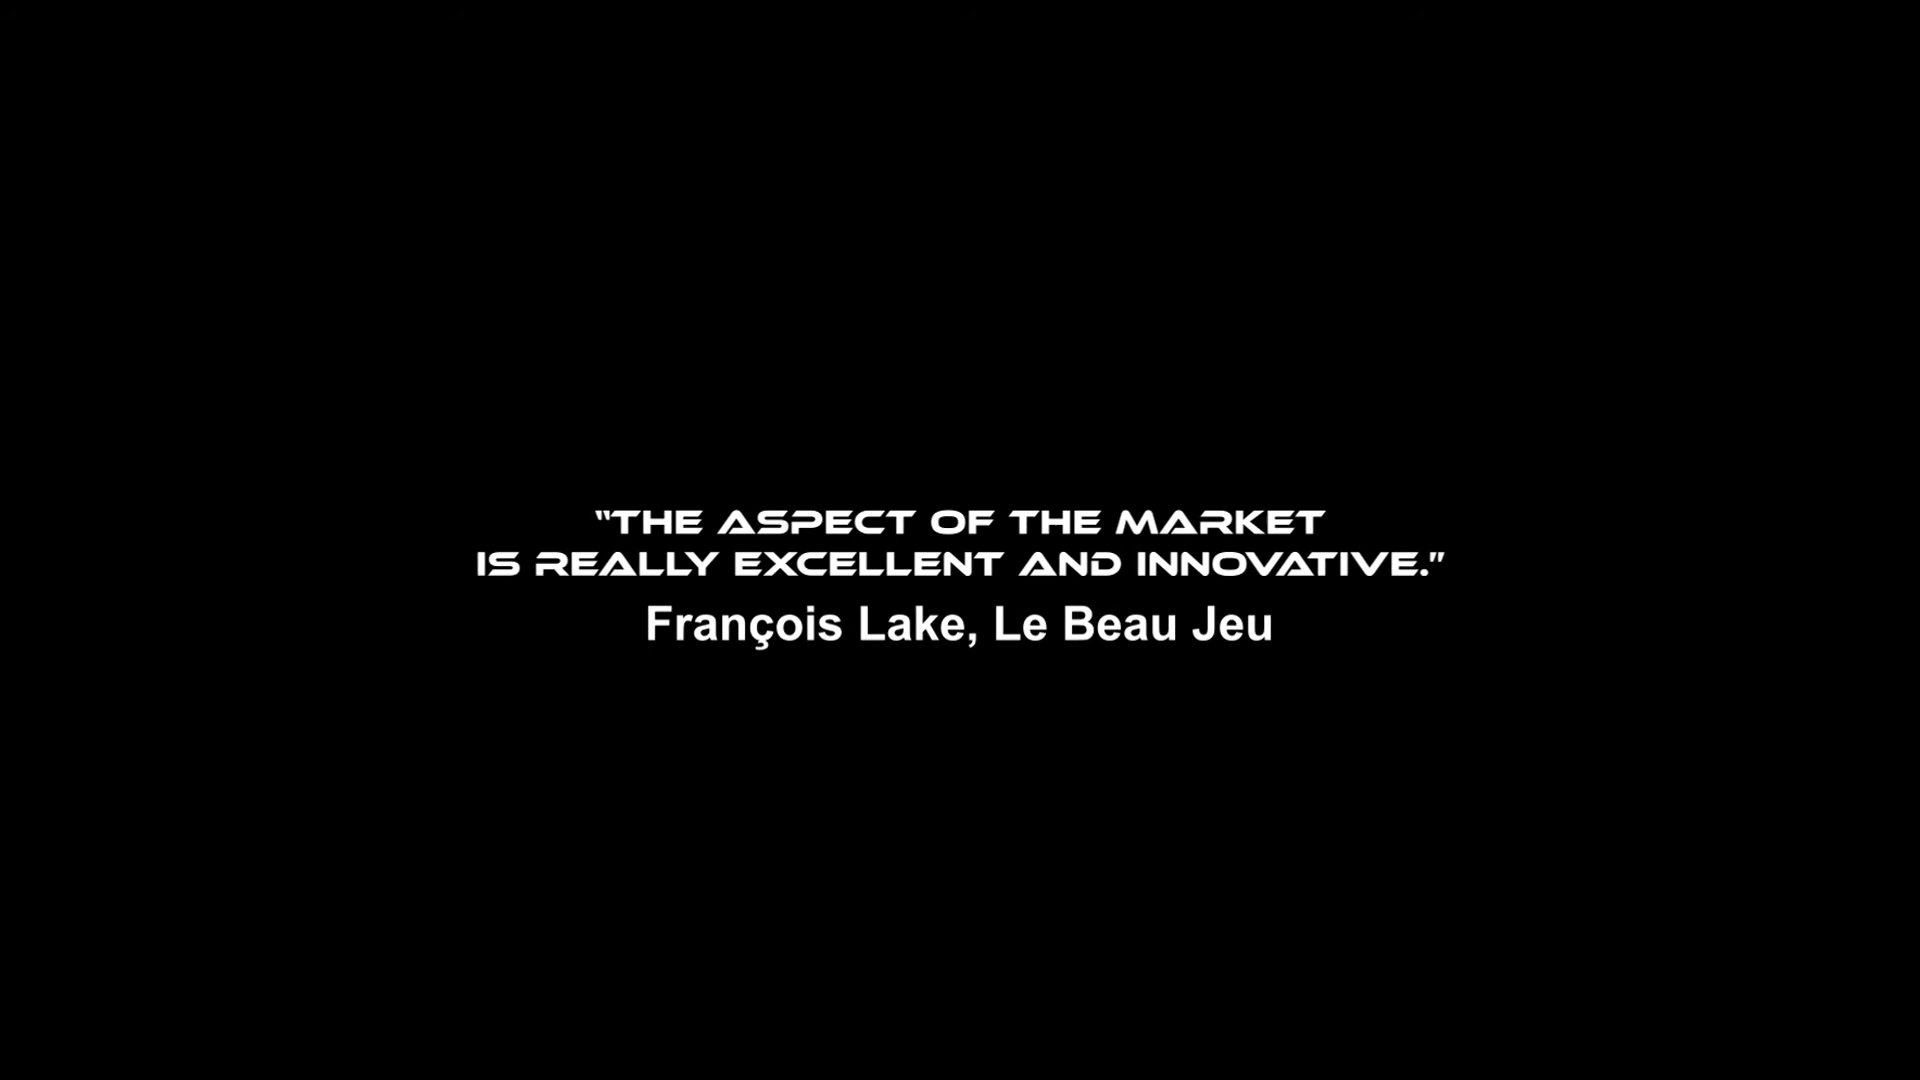 “THE ASPECT OF THE MARKET
IS REALLY EXCELLENT AND INNOVATIVE.”
François Lake, Le Beau Jeu